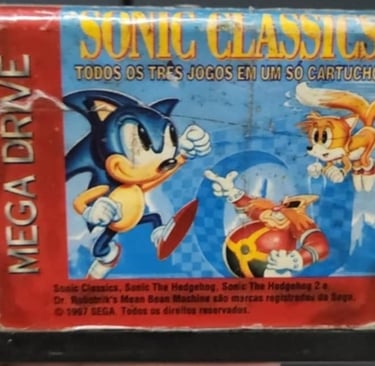 SONIC CLASSICS
TODOS OS TRÊS JOGOS EM UM SÓ CARTUCHO
MEGA DRIVE
Sonic Classics, Sonic The Hedgehog, Sonic The Hedgehog 2 e
Dr. Robotnik's Mean Bean Machine são marcas registradas da Sega.
© 1997 SEGA. Todos os direitos reservados.